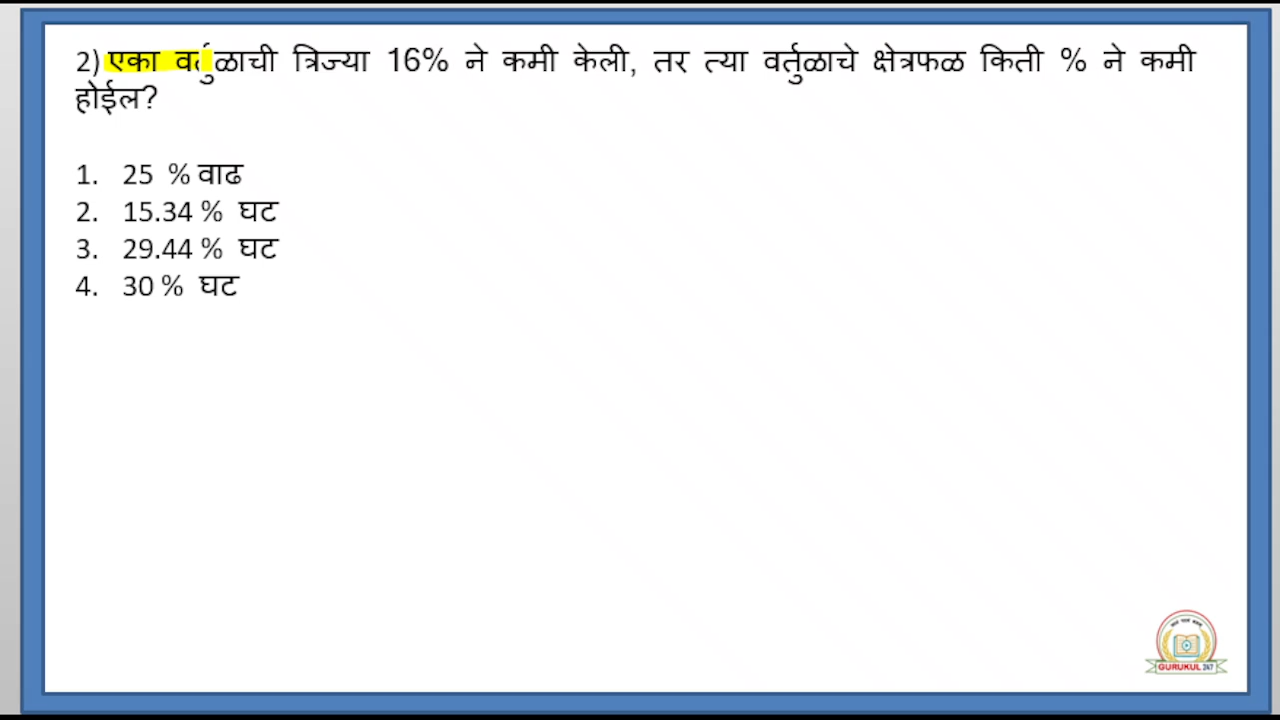 2) एका वर्तुळाची त्रिज्या 16% ने कमी केली, तर त्या वर्तुळाचे क्षेत्रफळ किती % ने कमी
होईल?
1. 25 % वाढ
2. 15.34 % घट
3. 29.44 % घट
4. 30 % घट
GURUKUL 247